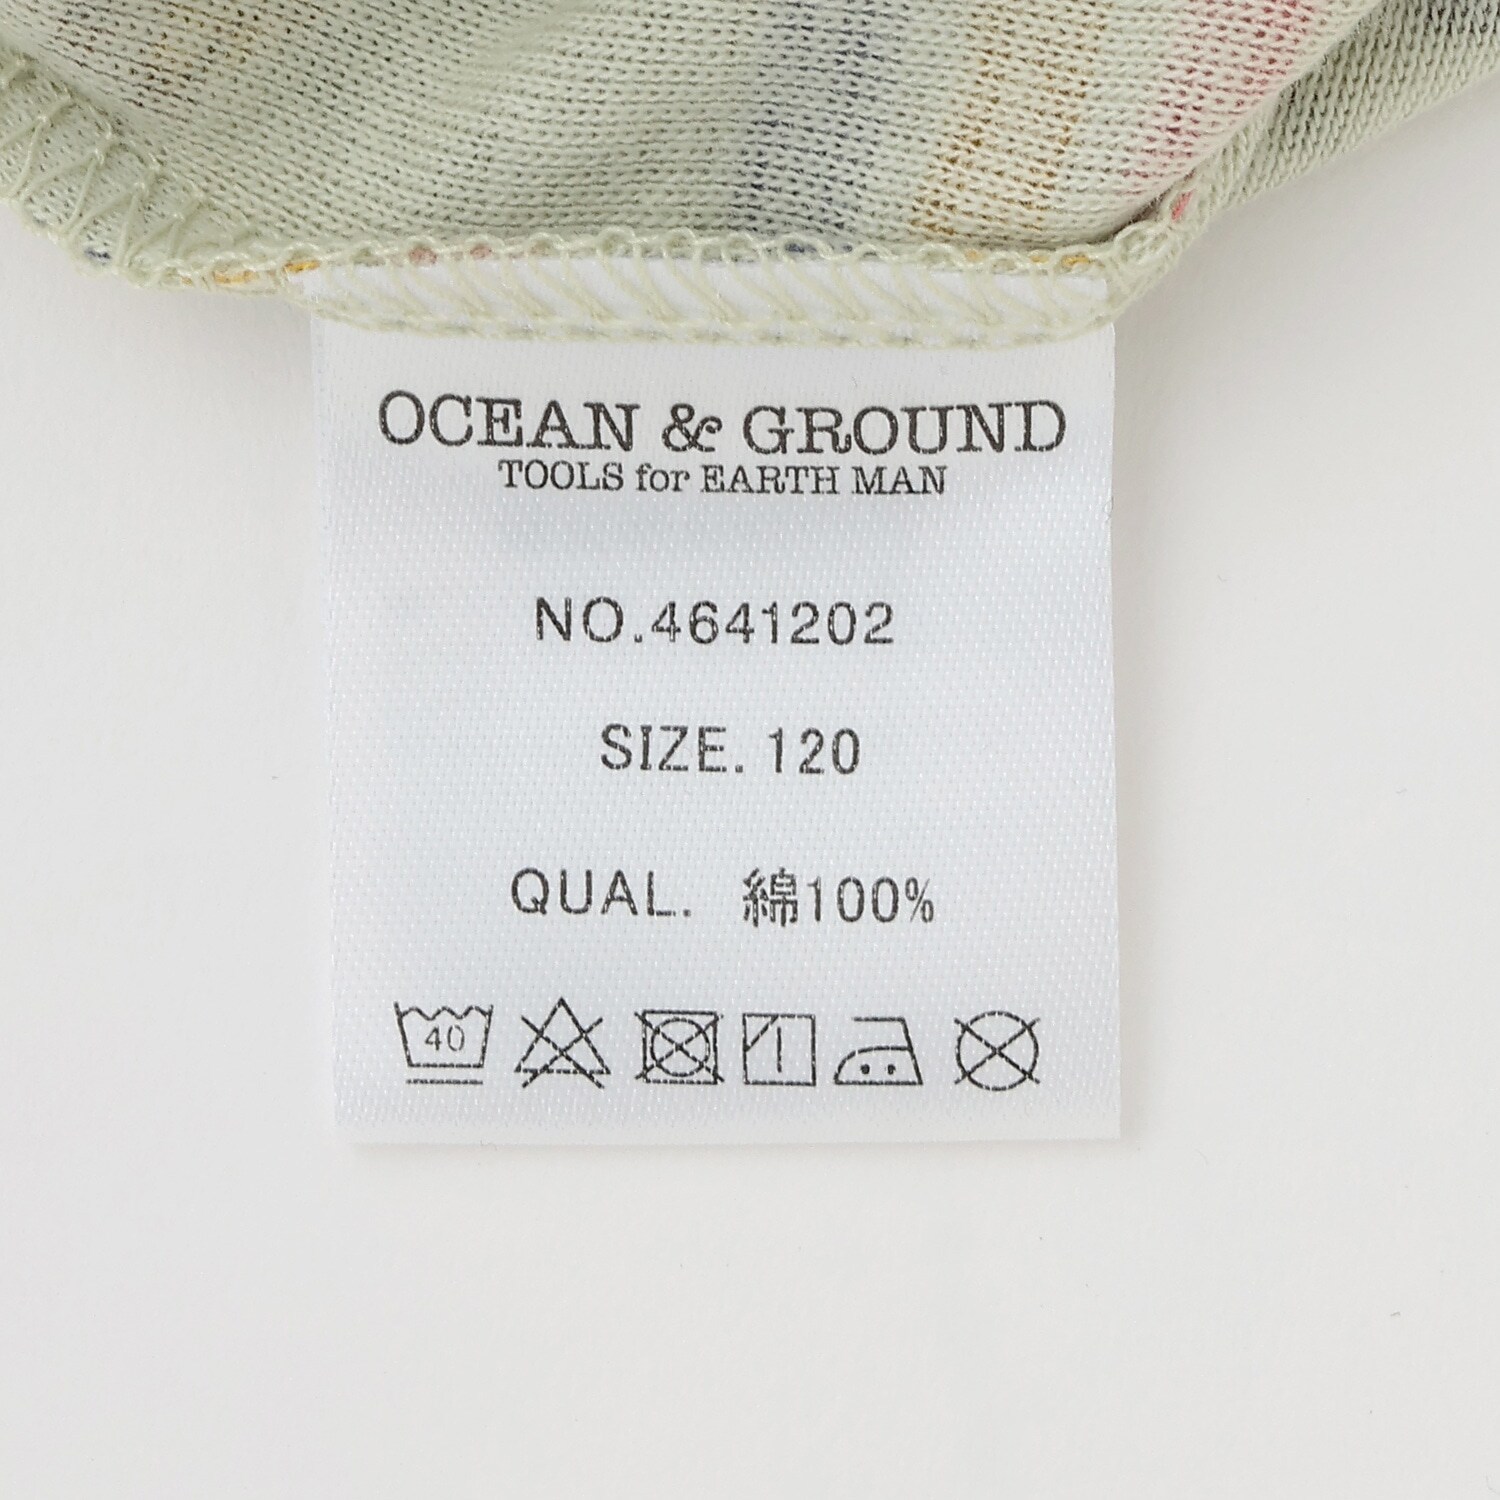 OCEAN & GROUND
TOOLS for EARTH MAN
NO.4641202
SIZE. 120
QUAL. 綿100%
40